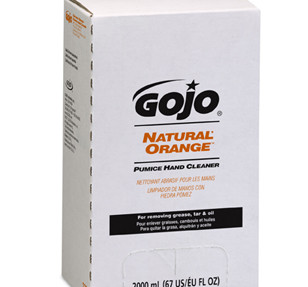 GOJO®
NATURAL®
ORANGE™
PUMICE HAND CLEANER
NETTOYANT ABRASIF POUR LES MAINS
LIMPIADOR DE MANOS CON
PIEDRA PÓMEZ
For removing grease, tar & oil
Pour enlever graisses, cambouis et huiles
Para quitar la grasa, alquitrán y aceite
2000 mL (67 US/ÉU FL OZ)